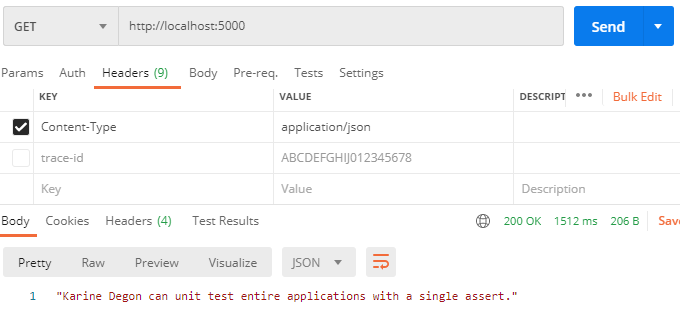 GET http://localhost:5000 Send
Params Auth Headers (9) Body Pre-req. Tests Settings
KEY VALUE DESCRIPT ••• Bulk Edit
Content-Type application/json
trace-id ABCDEFGHIJ012345678
Key Value Description
Body Cookies Headers (4) Test Results 200 OK 1512 ms 206 B Save
Pretty Raw Preview Visualize JSON
1 "Karine Degon can unit test entire applications with a single assert."